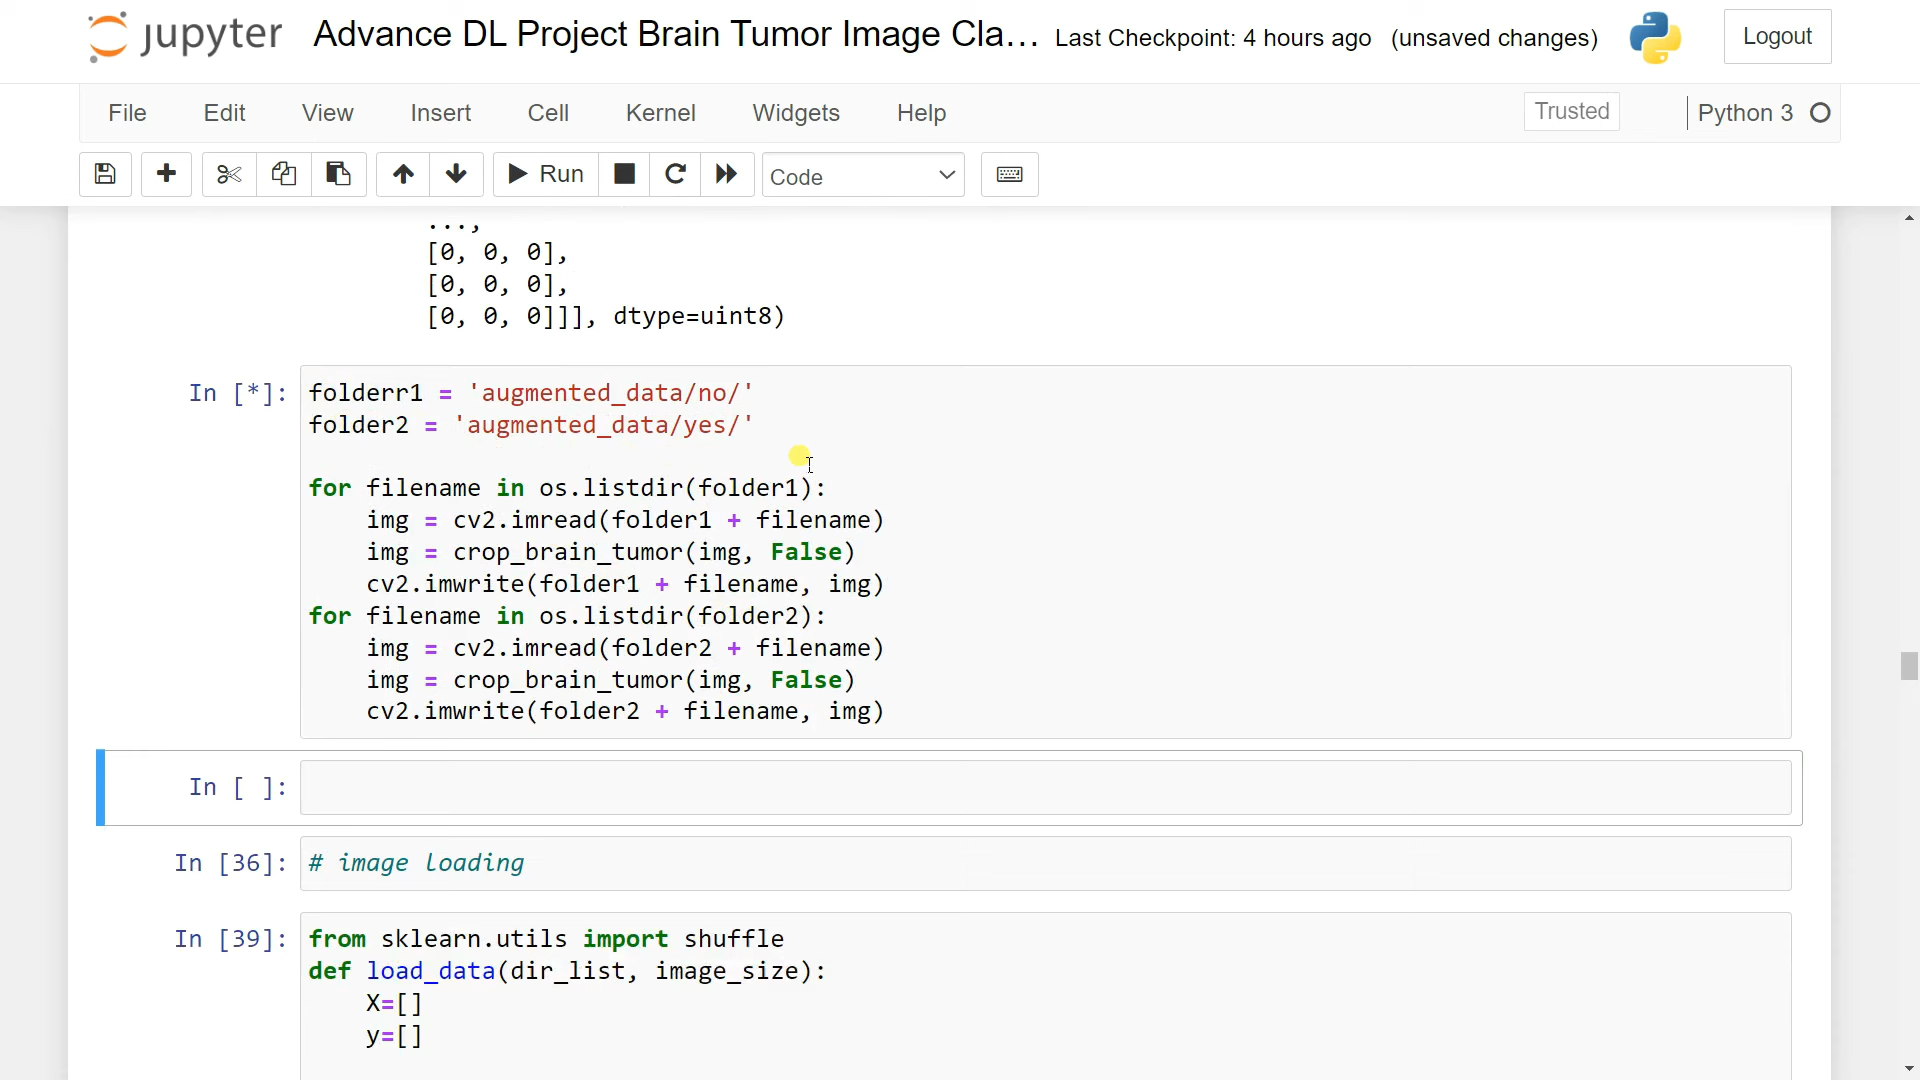 jupyter Advance DL Project Brain Tumor Image Cla... Last Checkpoint: 4 hours ago (unsaved changes) Logout
File Edit View Insert Cell Kernel Widgets Help Trusted Python 3
Run Code
...,
[0, 0, 0],
[0, 0, 0],
[0, 0, 0]]], dtype=uint8)
In [*]: folderr1 = 'augmented_data/no/'
folder2 = 'augmented_data/yes/'
for filename in os.listdir(folder1):
    img = cv2.imread(folder1 + filename)
    img = crop_brain_tumor(img, False)
    cv2.imwrite(folder1 + filename, img)
for filename in os.listdir(folder2):
    img = cv2.imread(folder2 + filename)
    img = crop_brain_tumor(img, False)
    cv2.imwrite(folder2 + filename, img)
In [ ]:
In [36]: # image loading
In [39]: from sklearn.utils import shuffle
def load_data(dir_list, image_size):
    X=[]
    y=[]